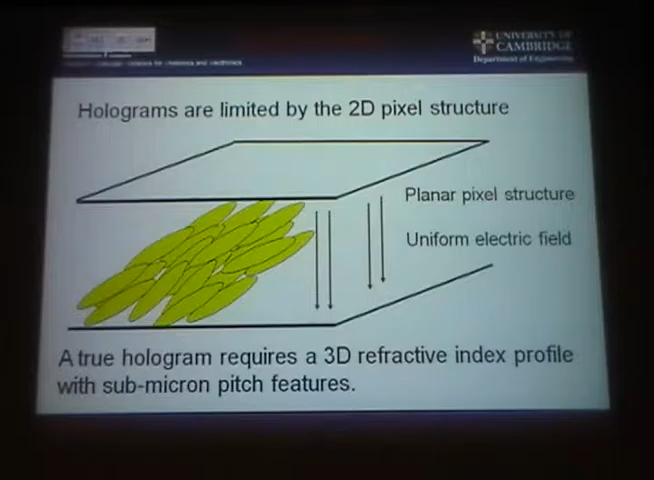 UNIVERSITY OF
CAMBRIDGE
Department of Engineering
Holograms are limited by the 2D pixel structure
Planar pixel structure
Uniform electric field
A true hologram requires a 3D refractive index profile
with sub-micron pitch features.